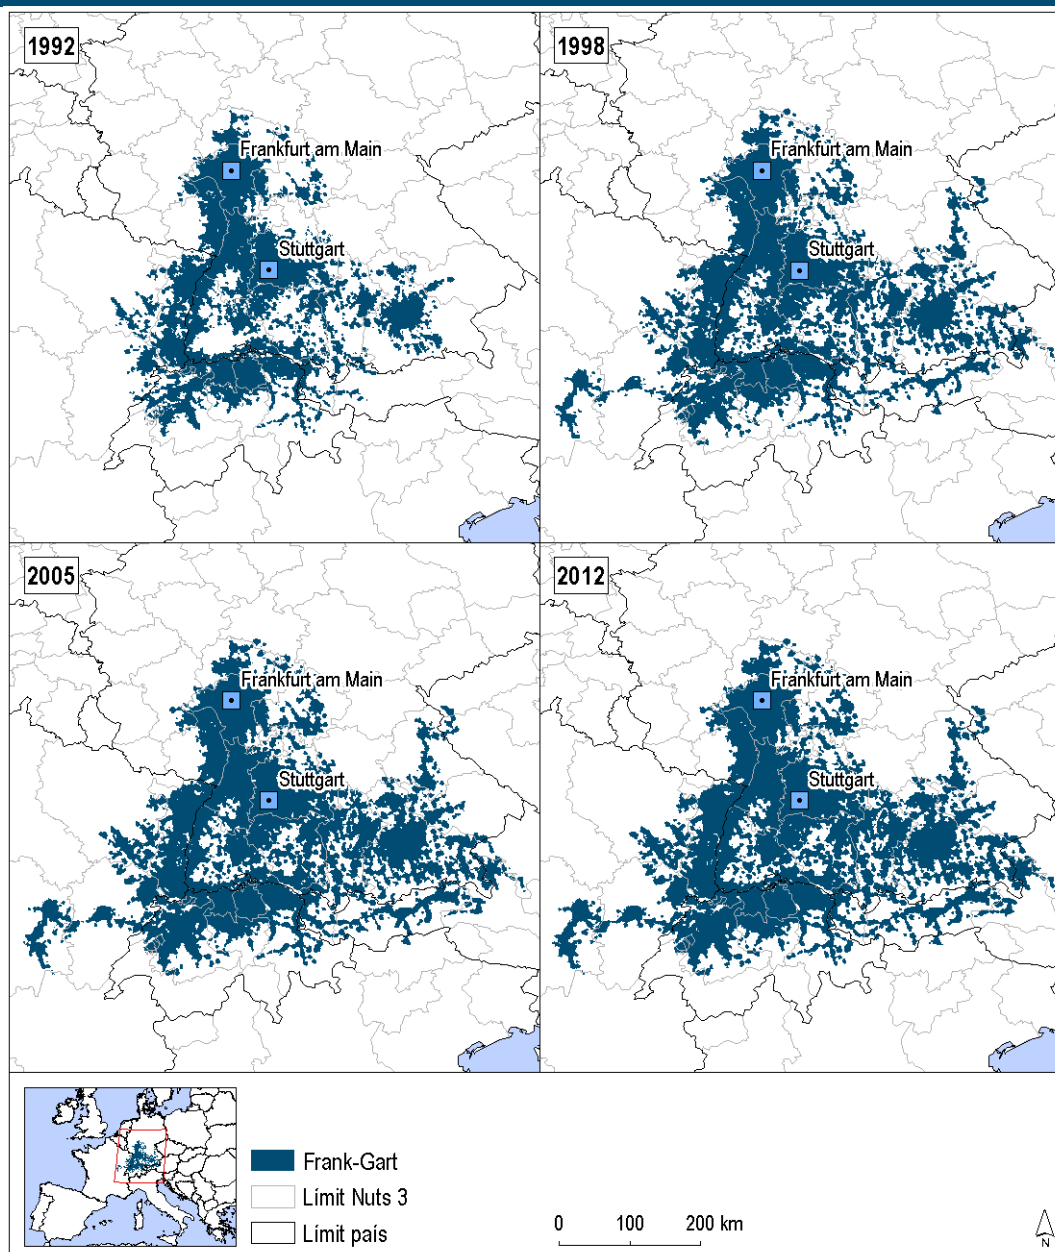 1992
Frankfurt am Main
Stuttgart
1998
Frankfurt am Main
Stuttgart
2005
Frankfurt am Main
Stuttgart
2012
Frankfurt am Main
Stuttgart
Frank-Gart
Límit Nuts 3
Límit país
0 100 200 km
N